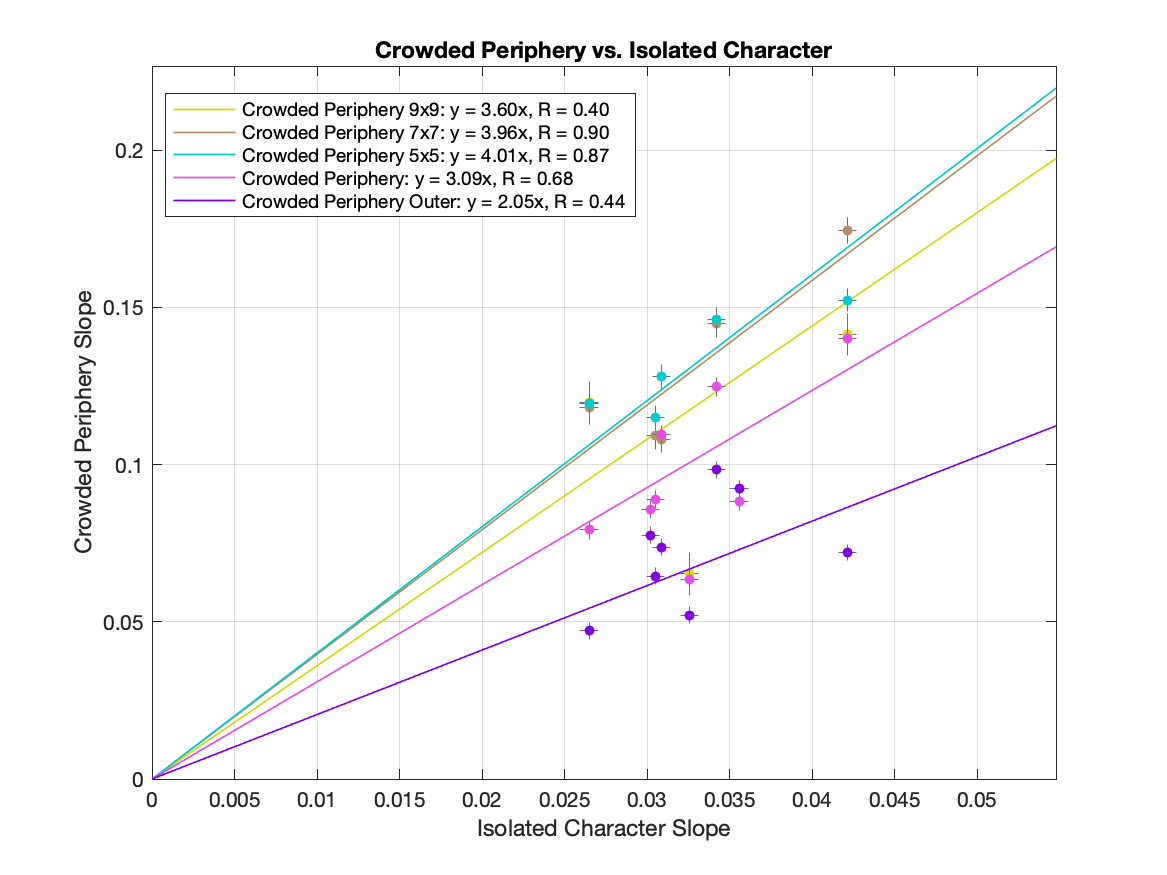 Crowded Periphery vs. Isolated Character
Crowded Periphery 9x9: y = 3.60x, R = 0.40
Crowded Periphery 7x7: y = 3.96x, R = 0.90
Crowded Periphery 5x5: y = 4.01x, R = 0.87
Crowded Periphery: y = 3.09x, R = 0.68
Crowded Periphery Outer: y = 2.05x, R = 0.44
Crowded Periphery Slope
0.2
0.15
0.1
0.05
0
0 0.005 0.01 0.015 0.02 0.025 0.03 0.035 0.04 0.045 0.05
Isolated Character Slope